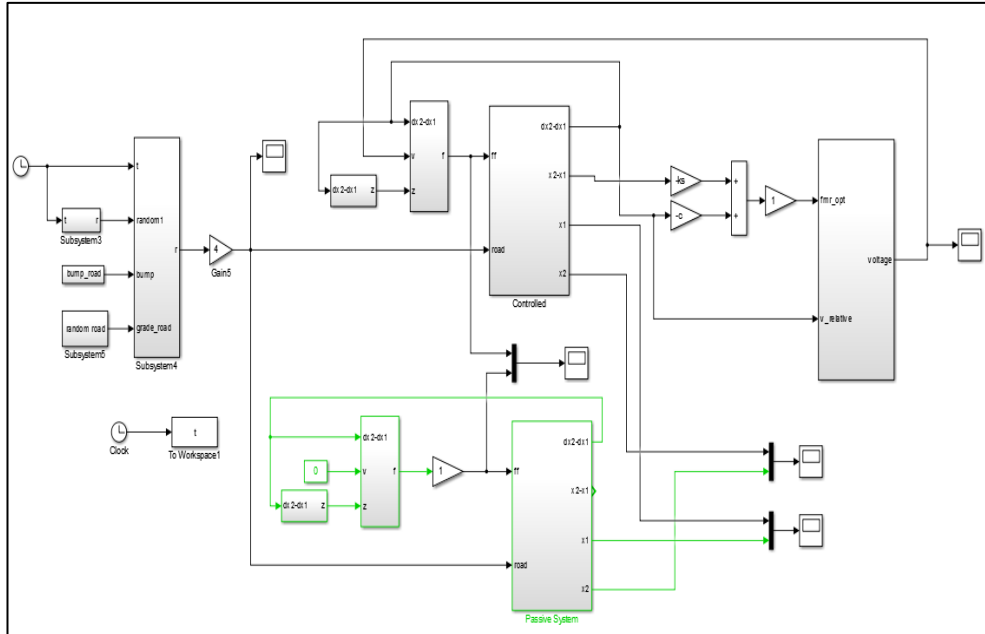 t
random1
bump
grade_road
r
Subsystem4
t
r
Subsystem3
bump_road
random road
Subsystem5
4
Gain5
dx2-dx1
v
z
f
dx2-dx1
z
ff
road
dx2-dx1
x2-x1
x1
x2
Controlled
-ks
-c
+
+
1
fmr_opt
v_relative
voltage
Clock
t
To Workspace1
dx2-dx1
v
z
f
0
dx2-dx1
z
1
ff
road
dx2-dx1
x2-x1
x1
x2
Passive System